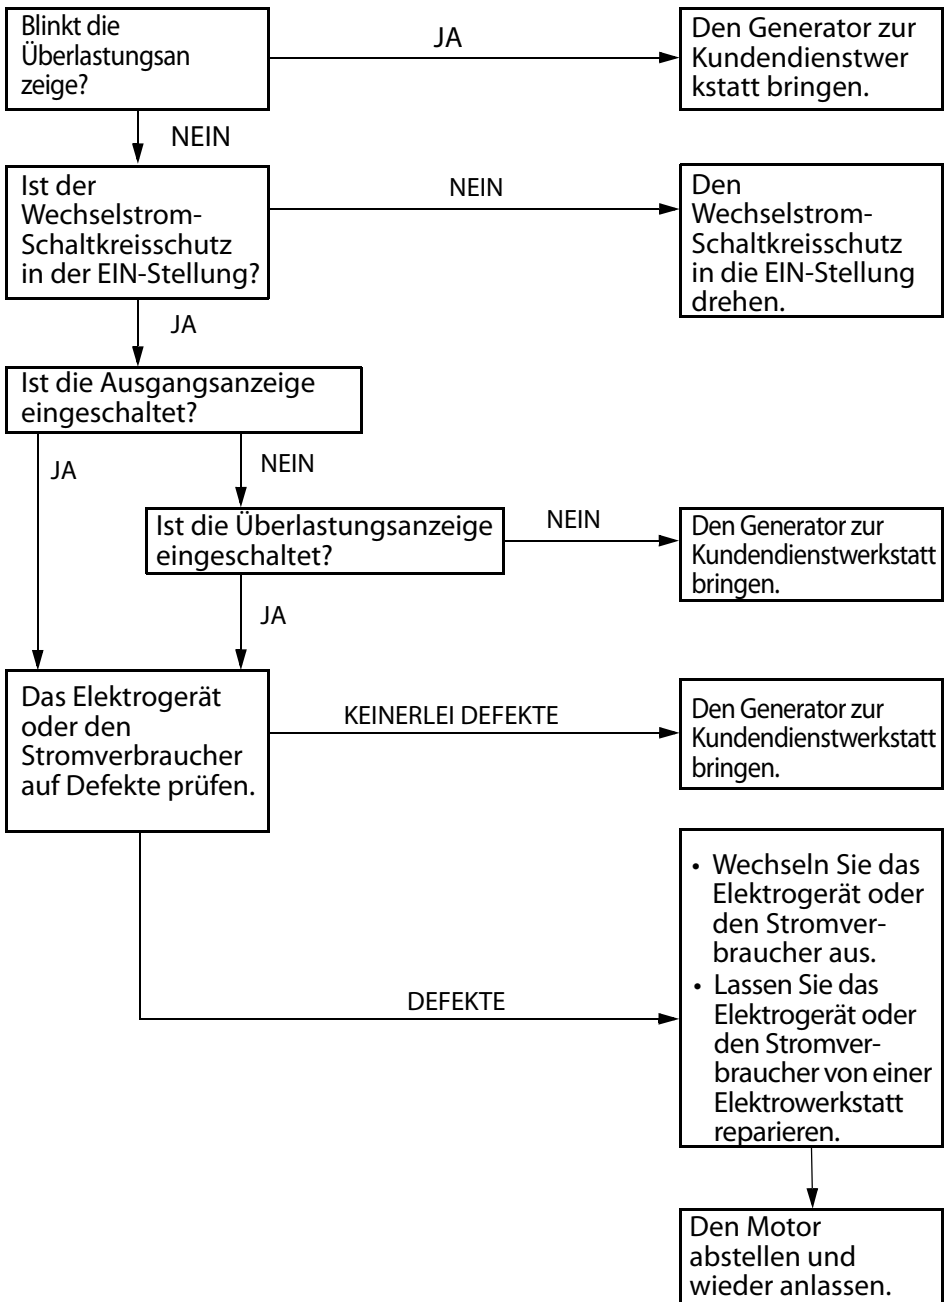 Blinkt die
Überlastungsan
zeige?
JA
Den Generator zur
Kundendienstwer
kstatt bringen.
NEIN
Ist der
Wechselstrom-
Schaltkreisschutz
in der EIN-Stellung?
NEIN
Den
Wechselstrom-
Schaltkreisschutz
in die EIN-Stellung
drehen.
JA
Ist die Ausgangsanzeige
eingeschaltet?
JA
NEIN
Ist die Überlastungsanzeige
eingeschaltet?
NEIN
Den Generator zur
Kundendienstwerkstatt
bringen.
JA
Das Elektrogerät
oder den
Stromverbraucher
auf Defekte prüfen.
KEINERLEI DEFEKTE
Den Generator zur
Kundendienstwerkstatt
bringen.
DEFEKTE
• Wechseln Sie das
Elektrogerät oder
den Stromver-
braucher aus.
• Lassen Sie das
Elektrogerät oder
den Stromver-
braucher von einer
Elektrowerkstatt
reparieren.
Den Motor
abstellen und
wieder anlassen.